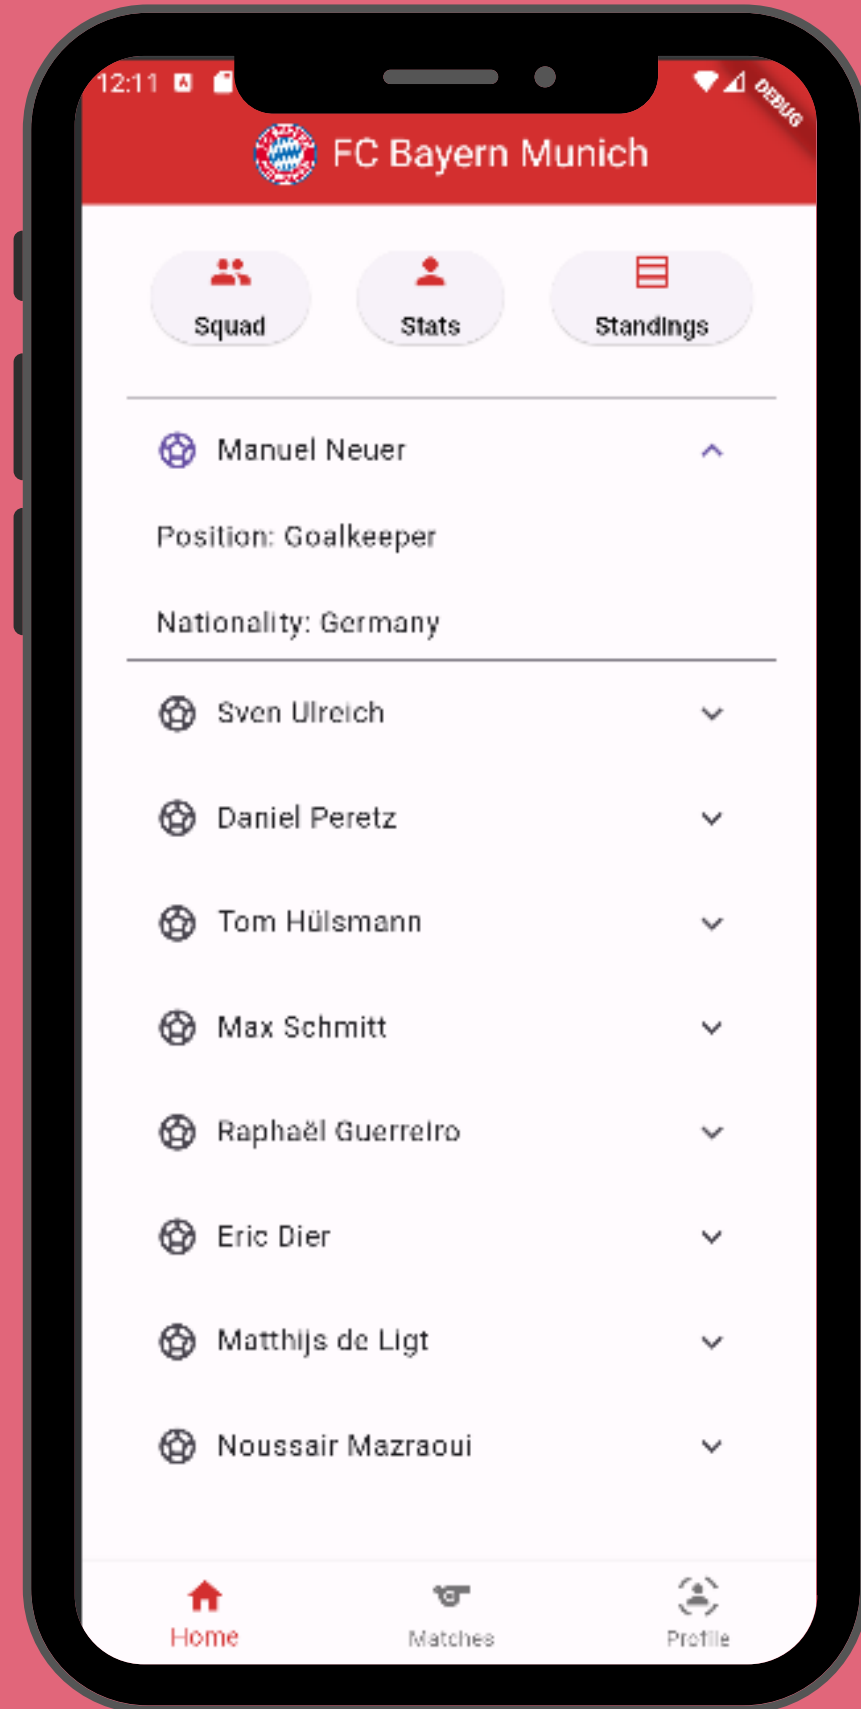 12:11
DEBUG
FC Bayern Munich
Squad
Stats
Standings
Manuel Neuer
Position: Goalkeeper
Nationality: Germany
Sven Ulreich
Daniel Peretz
Tom Hülsmann
Max Schmitt
Raphaël Guerreiro
Eric Dier
Matthijs de Ligt
Noussair Mazraoui
Home
Matches
Profile